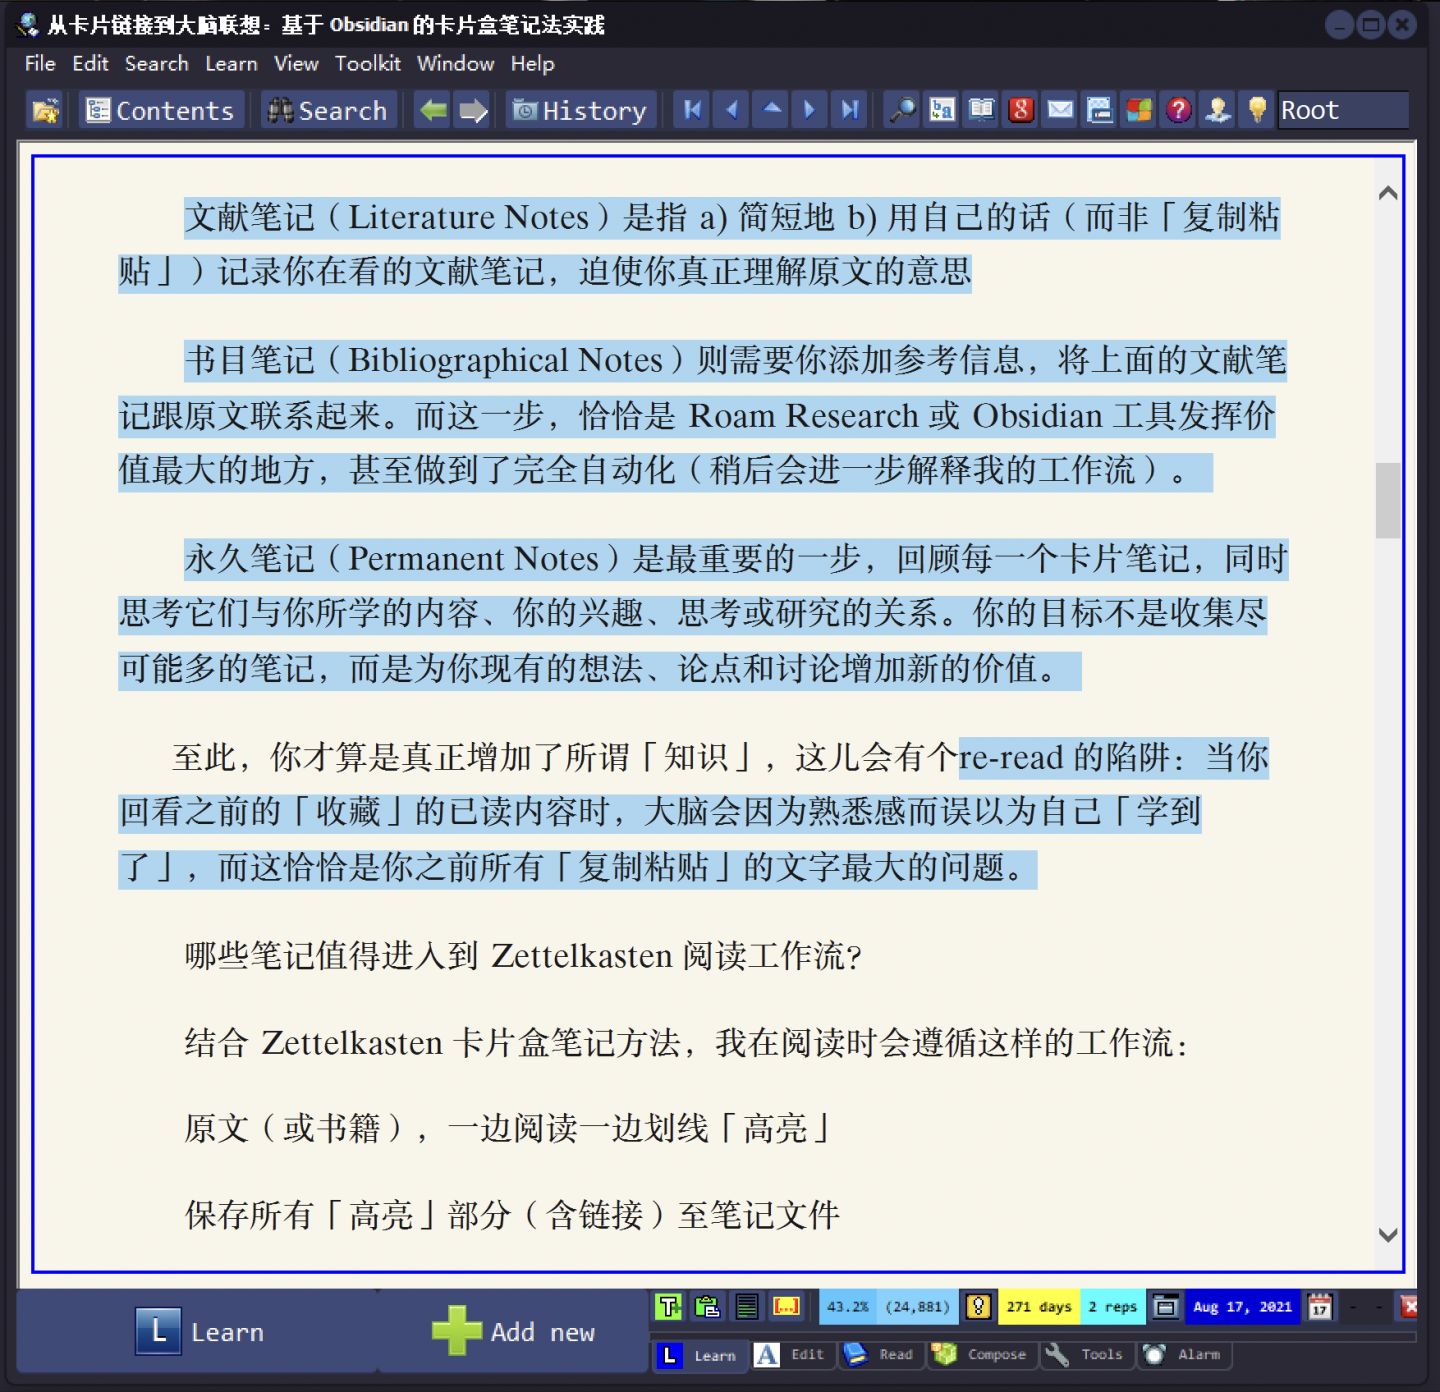 从卡片链接到大脑联想：基于 Obsidian 的卡片盒笔记法实践
File Edit Search Learn View Toolkit Window Help
Contents Search History Root
文献笔记（Literature Notes）是指 a) 简短地 b) 用自己的话（而非「复制粘
贴」）记录你在看的文献笔记，迫使你真正理解原文的意思
书目笔记（Bibliographical Notes）则需要你添加参考信息，将上面的文献笔
记跟原文联系起来。而这一步，恰恰是 Roam Research 或 Obsidian 工具发挥价
值最大的地方，甚至做到了完全自动化（稍后会进一步解释我的工作流）。
永久笔记（Permanent Notes）是最重要的一步，回顾每一个卡片笔记，同时
思考它们与你所学的内容、你的兴趣、思考或研究的关系。你的目标不是收集尽
可能多的笔记，而是为你现有的想法、论点和讨论增加新的价值。
至此，你才算是真正增加了所谓「知识」，这儿会有个re-read 的陷阱：当你
回看之前的「收藏」的已读内容时，大脑会因为熟悉感而误以为自己「学到
了」，而这恰恰是你之前所有「复制粘贴」的文字最大的问题。
哪些笔记值得进入到 Zettelkasten 阅读工作流？
结合 Zettelkasten 卡片盒笔记方法，我在阅读时会遵循这样的工作流：
原文（或书籍），一边阅读一边划线「高亮」
保存所有「高亮」部分（含链接）至笔记文件
L Learn Add new
43.2% (24,881) 271 days 2 reps Aug 17, 2021 17 - -
L Learn A Edit Read Compose Tools Alarm